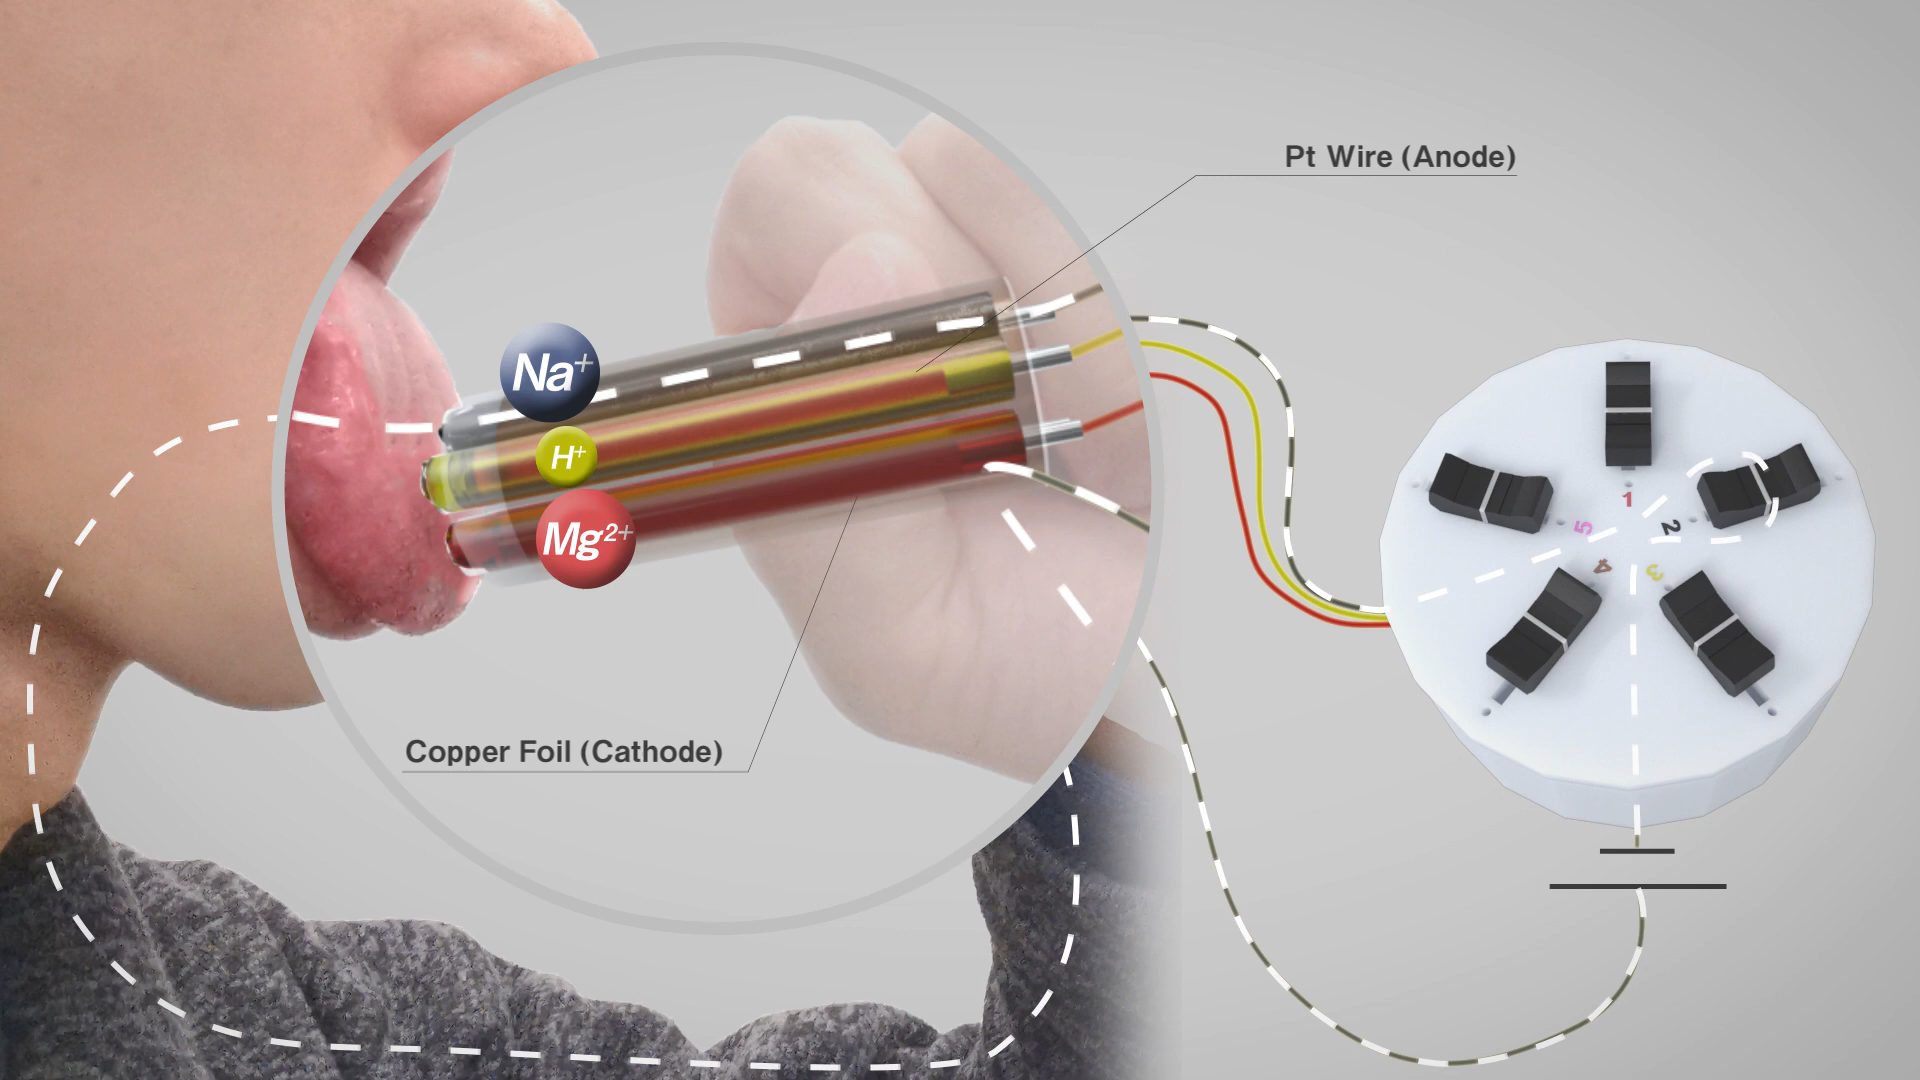 Pt Wire (Anode)
Na+
H+
Mg2+
1
2
3
4
5
Copper Foil (Cathode)